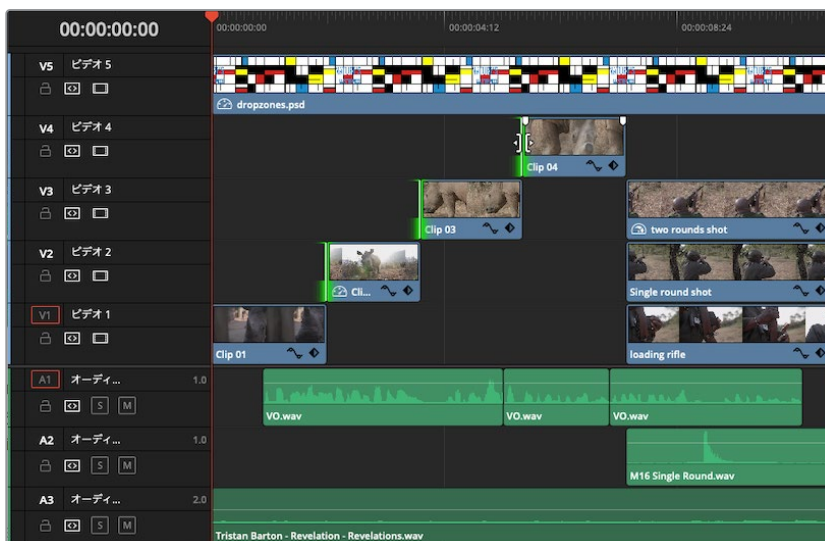 00:00:00:00
00:00:00:00
00:00:04:12
00:00:08:24
V5 ビデオ 5
dropzones.psd
V4 ビデオ 4
Clip 04
V3 ビデオ 3
Clip 03
two rounds shot
V2 ビデオ 2
Cli...
Single round shot
V1 ビデオ 1
Clip 01
loading rifle
A1 オーディ... 1.0
S M
VO.wav
VO.wav
VO.wav
A2 オーディ... 1.0
S M
M16 Single Round.wav
A3 オーディ... 2.0
S M
Tristan Barton - Revelation - Revelations.wav